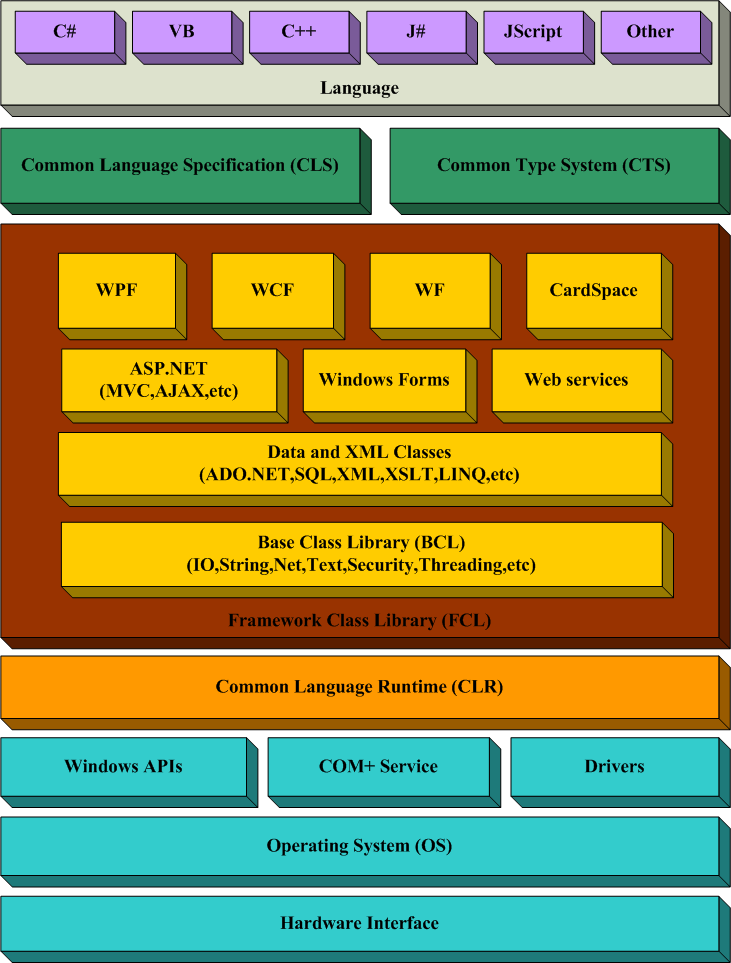 C#
VB
C++
J#
JScript
Other
Language
Common Language Specification (CLS)
Common Type System (CTS)
WPF
WCF
WF
CardSpace
ASP.NET
(MVC,AJAX,etc)
Windows Forms
Web services
Data and XML Classes
(ADO.NET,SQL,XML,XSLT,LINQ,etc)
Base Class Library (BCL)
(IO,String,Net,Text,Security,Threading,etc)
Framework Class Library (FCL)
Common Language Runtime (CLR)
Windows APIs
COM+ Service
Drivers
Operating System (OS)
Hardware Interface